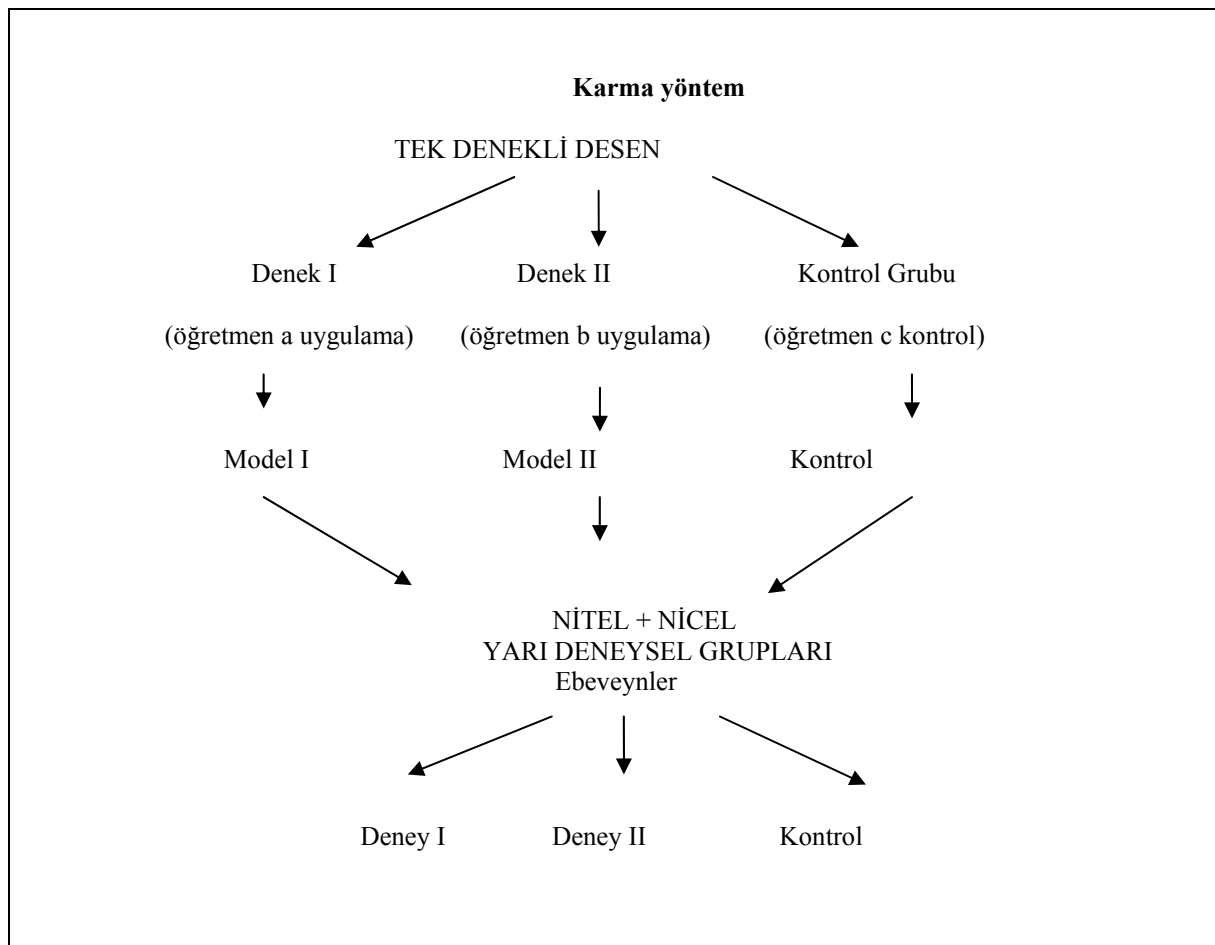 Karma yöntem
TEK DENEKLİ DESEN
Denek I Denek II Kontrol Grubu
(öğretmen a uygulama) (öğretmen b uygulama) (öğretmen c kontrol)
Model I Model II Kontrol
NİTEL + NİCEL
YARI DENEYSEL GRUPLARI
Ebeveynler
Deney I Deney II Kontrol